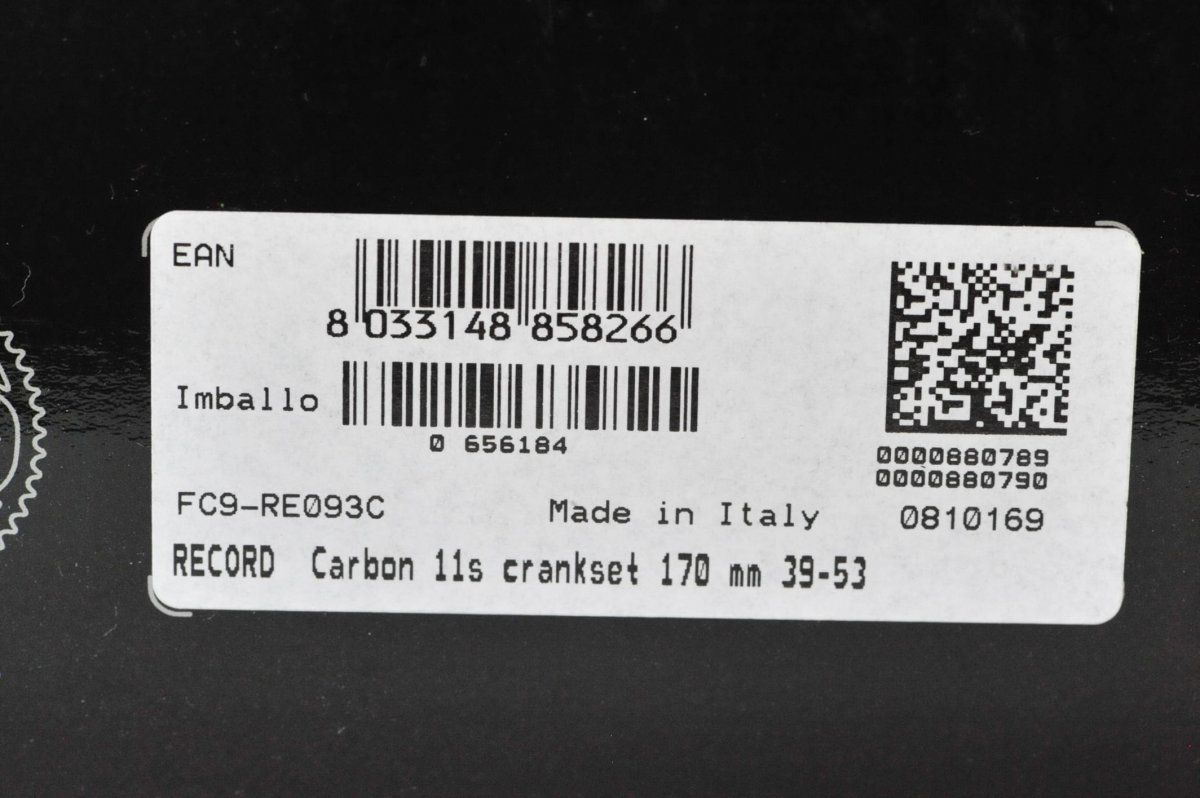 EAN
8 033148 858266
Imballo
0 656184
0000880789
0000880790
FC9-RE093C Made in Italy 0810169
RECORD Carbon 11s crankset 170 mm 39-53